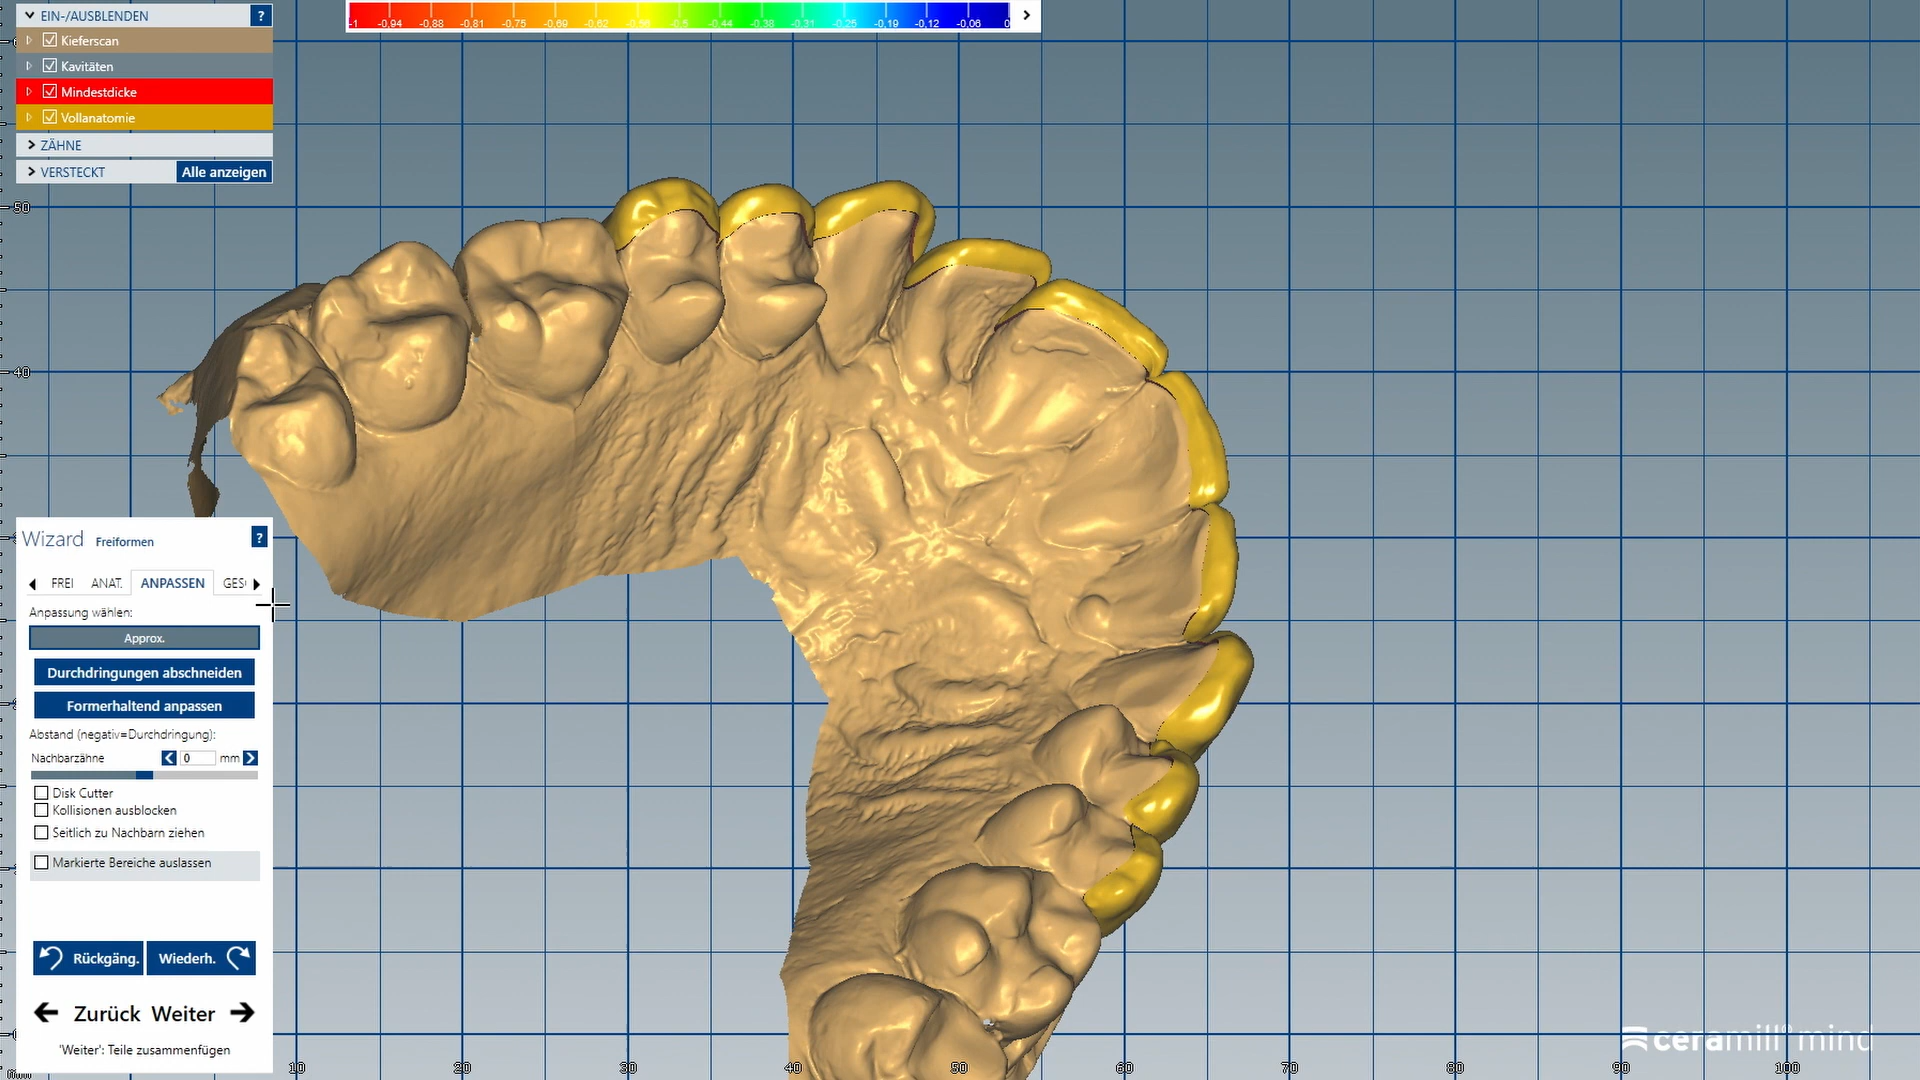 EIN-/AUSBLENDEN ?
Kieferscan
Kavitäten
Mindestdicke
Vollanatomie
ZÄHNE
VERSTECKT Alle anzeigen
-1 -0,94 -0,88 -0,81 -0,75 -0,69 -0,62 -0,56 -0,5 -0,44 -0,38 -0,31 -0,25 -0,19 -0,12 -0,06 0
50
40
Wizard Freiformen ?
FREI ANAT. ANPASSEN
Anpassung wählen:
Approx.
Durchdringungen abschneiden
Formerhaltend anpassen
Abstand (negativ=Durchdringung):
Nachbarzähne 0 mm
Disk Cutter
Kollisionen ausblocken
Seitlich zu Nachbarn ziehen
Markierte Bereiche auslassen
Rückgäng. Wiederh.
Zurück Weiter
'Weiter': Teile zusammenfügen
10 20 30 40 50 60 70 80 90 100
ceramill® mind